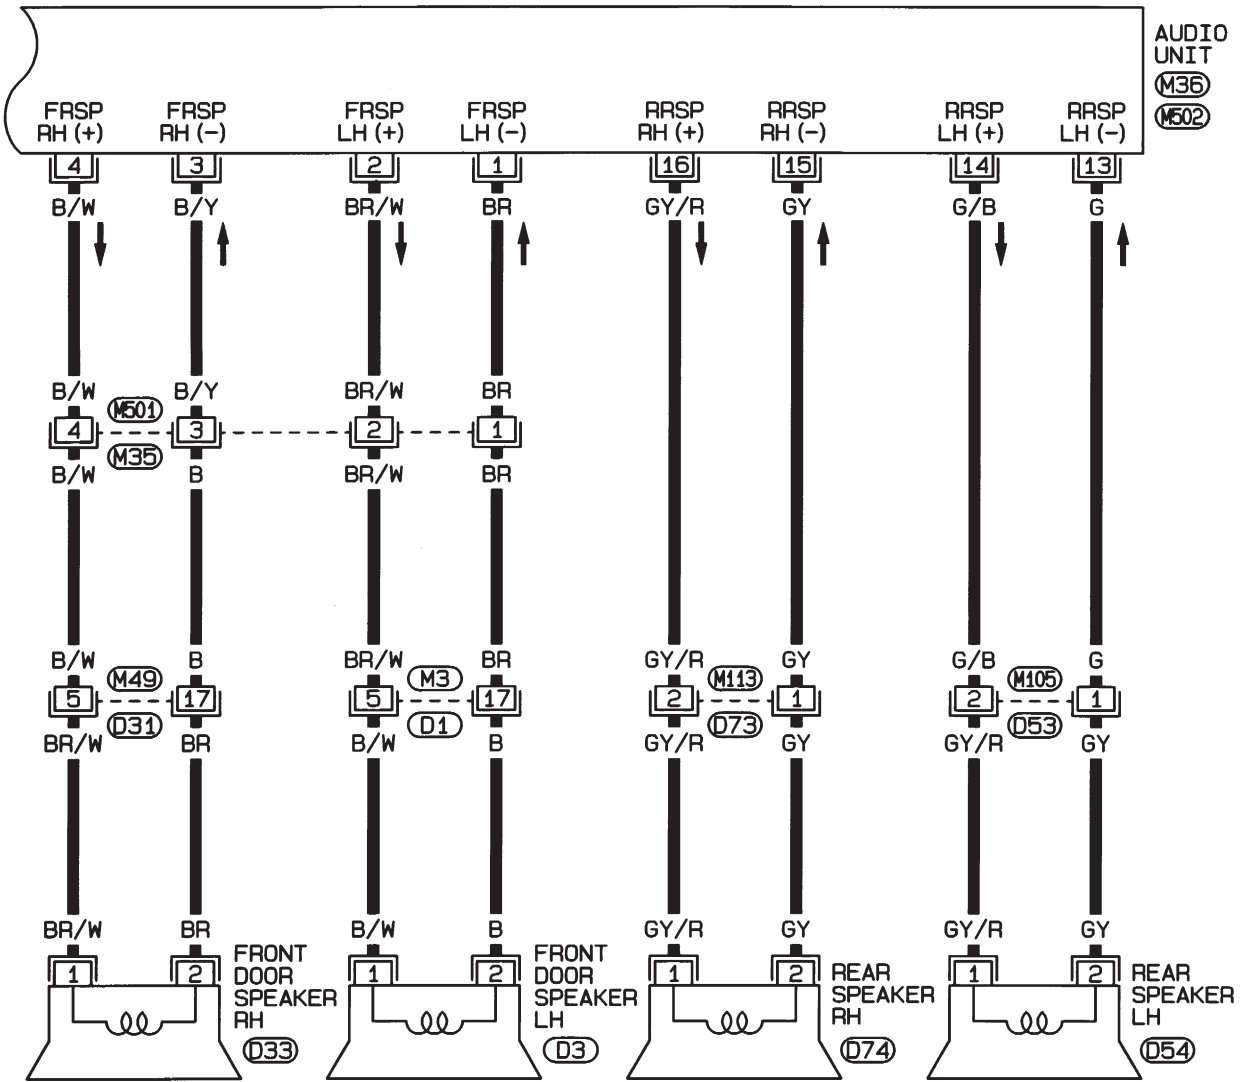 AUDIO
UNIT
M36
M502
FRSP FRSP FRSP FRSP RRSP RRSP RRSP RRSP
RH (+) RH (-) LH (+) LH (-) RH (+) RH (-) LH (+) LH (-)
4 3 2 1 16 15 14 13
B/W B/Y BR/W BR GY/R GY G/B G
B/W B/Y BR/W BR
M501
4 3 2 1
M35
B/W B BR/W BR
B/W B BR/W BR GY/R GY G/B G
M49 M3 M113 M105
5 17 5 17 2 1 2 1
D31 D1 D73 D53
BR/W BR B/W B GY/R GY GY/R GY
BR/W BR B/W B GY/R GY GY/R GY
1 2 1 2 1 2 1 2
FRONT
DOOR
SPEAKER
RH
D33
FRONT
DOOR
SPEAKER
LH
D3
REAR
SPEAKER
RH
D74
REAR
SPEAKER
LH
D54